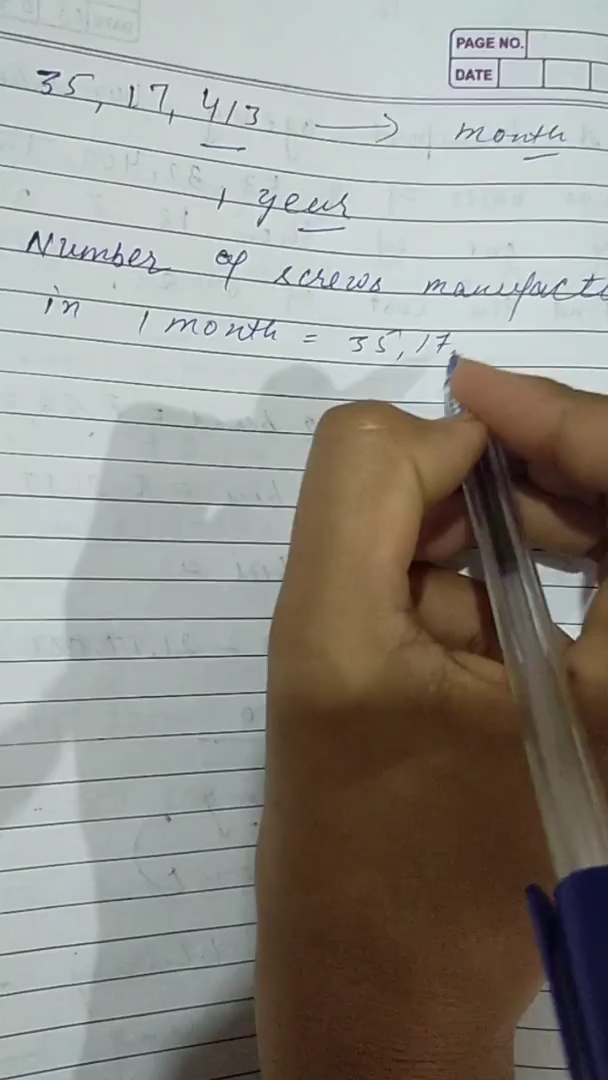 PAGE NO.
DATE
35,17,413 → month
1 year
Number of screws manufact
in 1 month = 35,17,